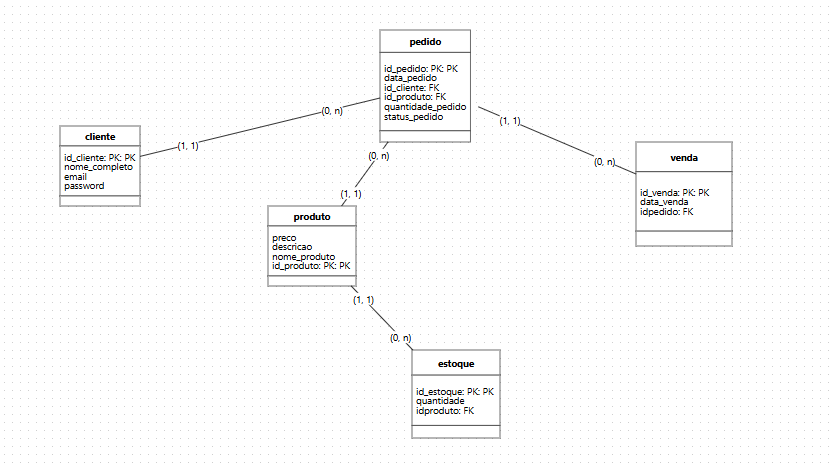 pedido
id_pedido: PK: PK
data_pedido
id_cliente: FK
id_produto: FK
quantidade_pedido
status_pedido
(0, n)
(1, 1)
cliente
id_cliente: PK: PK
nome_completo
email
password
(1, 1)
(0, n)
venda
id_venda: PK: PK
data_venda
idpedido: FK
(0, n)
(1, 1)
produto
preco
descricao
nome_produto
id_produto: PK: PK
(1, 1)
(0, n)
estoque
id_estoque: PK: PK
quantidade
idproduto: FK